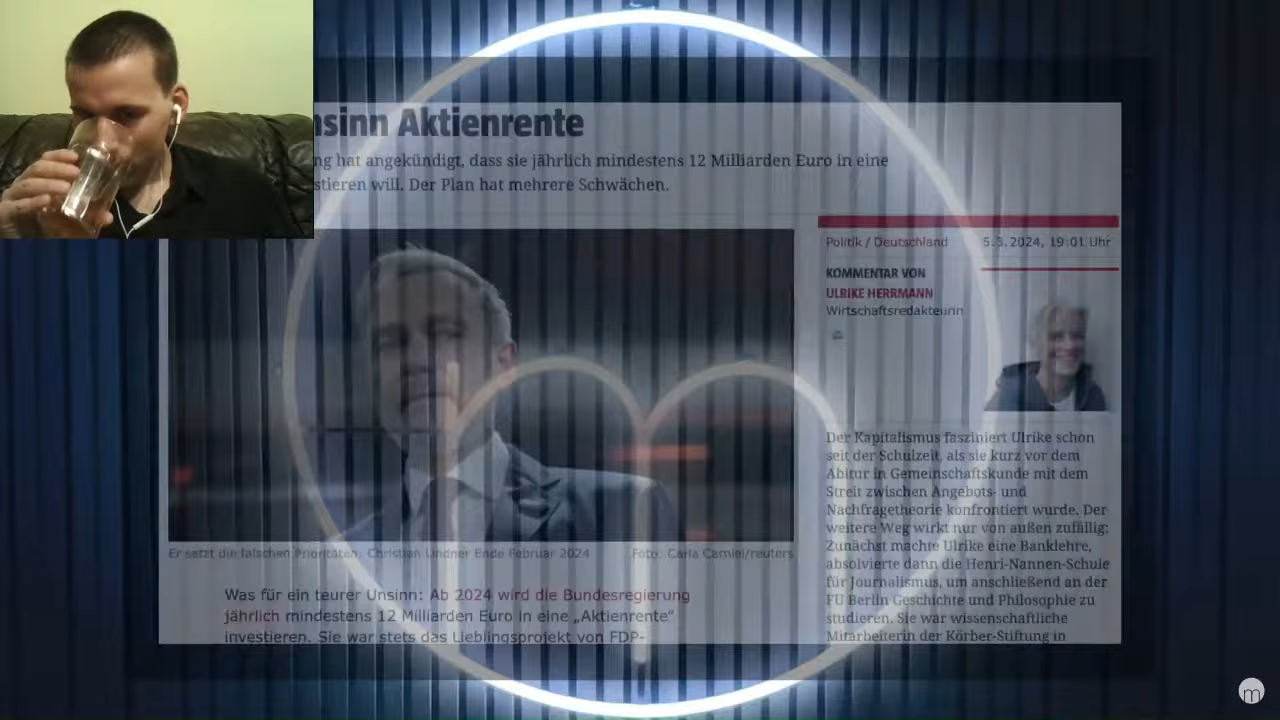 nsinn Aktienrente
ng hat angekündigt, dass sie jährlich mindestens 12 Milliarden Euro in eine
stieren will. Der Plan hat mehrere Schwächen.
Politik / Deutschland
5.3.2024, 19:01 Uhr
KOMMENTAR VON
ULRIKE HERRMANN
Wirtschaftsredakteurin
Der Kapitalismus fasziniert Ulrike schon
seit der Schulzeit, als sie kurz vor dem
Abitur in Gemeinschaftskunde mit dem
Streit zwischen Angebots- und
Nachfragetheorie konfrontiert wurde. Der
weitere Weg wirkt nur von außen zufällig:
Zunächst machte Ulrike eine Banklehre,
absolvierte dann die Henri-Nannen-Schule
für Journalismus, um anschließend an der
FU Berlin Geschichte und Philosophie zu
studieren. Sie war wissenschaftliche
Mitarbeiterin der Körber-Stiftung in
Er setzt die falschen Prioritäten: Christian Lindner Ende Februar 2024
Foto: Carla Carniel/reuters
Was für ein teurer Unsinn: Ab 2024 wird die Bundesregierung
jährlich mindestens 12 Milliarden Euro in eine „Aktienrente“
investieren. Sie war stets das Lieblingsprojekt von FDP-
m